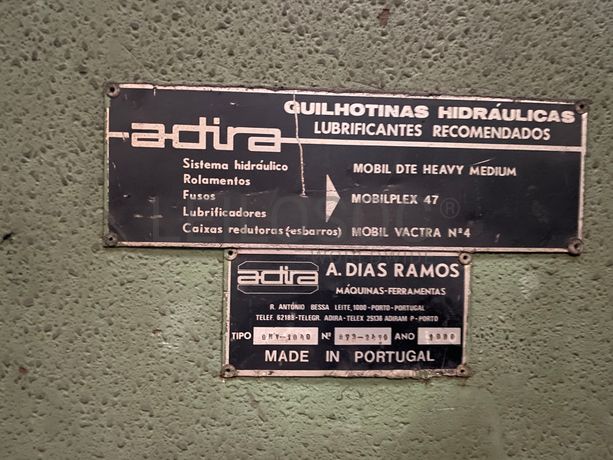 adira
GUILHOTINAS HIDRÁULICAS
LUBRIFICANTES RECOMENDADOS
Sistema hidráulico
MOBIL DTE HEAVY MEDIUM
Rolamentos
Fusos
Lubrificadores
MOBILPLEX 47
Caixas redutoras (esbarros)
MOBIL VACTRA Nº4
adira
A. DIAS RAMOS
MÁQUINAS-FERRAMENTAS
R. ANTÓNIO BESSA LEITE, 1000-PORTO-PORTUGAL
TELEF. 62189-TELEGR. ADIRA-TELEX 25136 ADIRAM P-PORTO
TIPO Nº ANO
MADE IN PORTUGAL